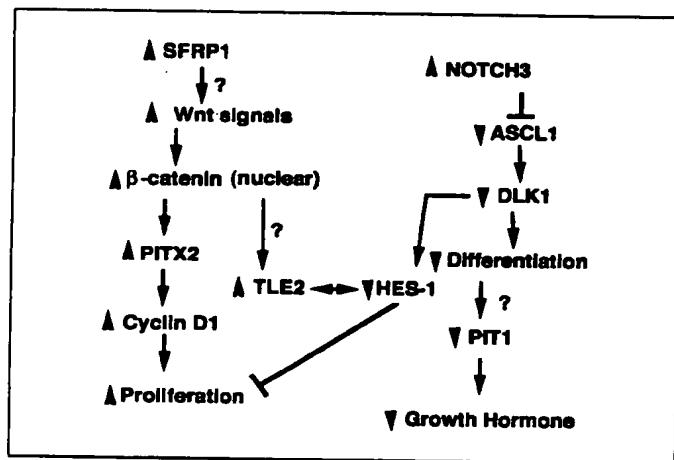 SFRP1
?
Wnt signals
β-catenin (nuclear)
?
PITX2
TLE2
HES-1
Cyclin D1
Proliferation
NOTCH3
ASCL1
DLK1
Differentiation
?
PIT1
Growth Hormone